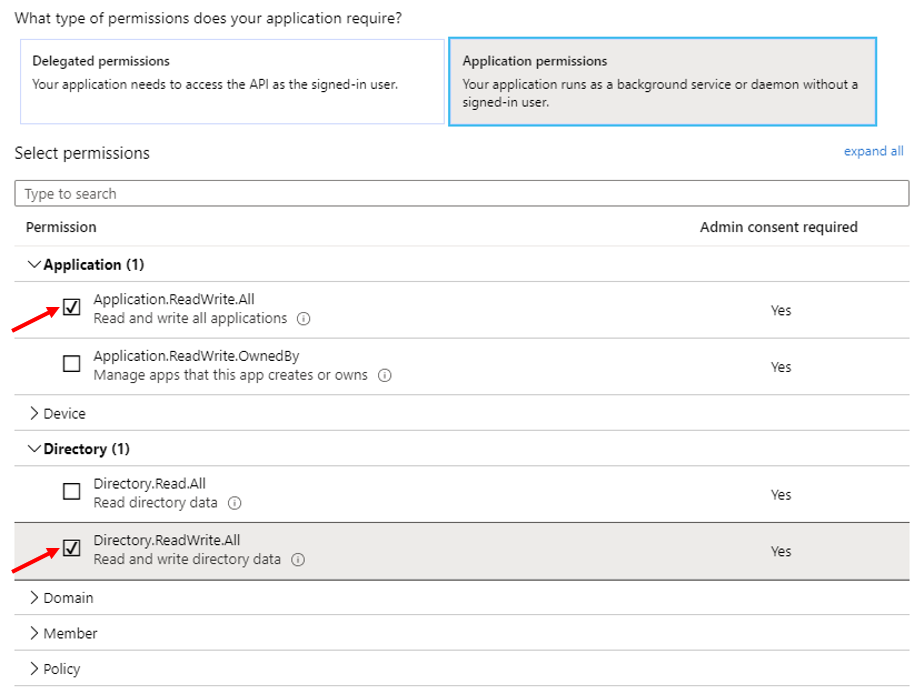 What type of permissions does your application require?
Delegated permissions
Your application needs to access the API as the signed-in user.
Application permissions
Your application runs as a background service or daemon without a
signed-in user.
Select permissions
expand all
Type to search
Permission
Admin consent required
Application (1)
Application.ReadWrite.All
Read and write all applications
Yes
Application.ReadWrite.OwnedBy
Manage apps that this app creates or owns
Yes
Device
Directory (1)
Directory.Read.All
Read directory data
Yes
Directory.ReadWrite.All
Read and write directory data
Yes
Domain
Member
Policy